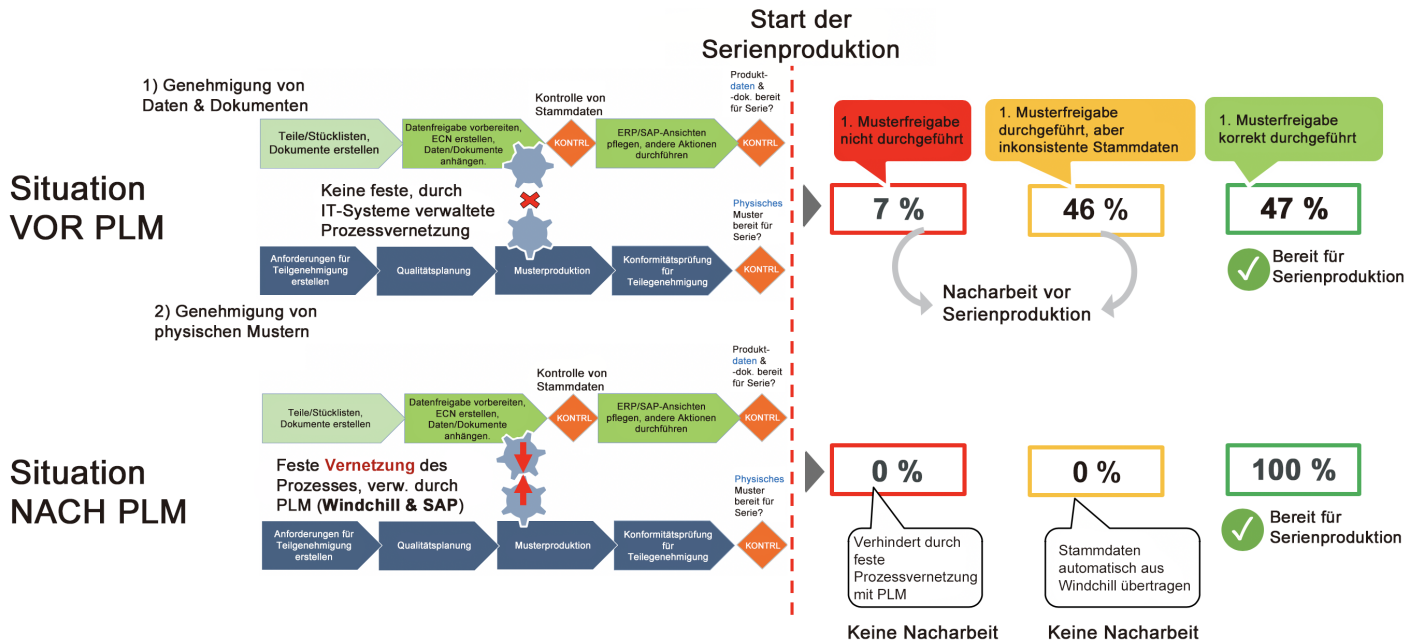 Start der
Serienproduktion
1) Genehmigung von
Daten & Dokumenten
Kontrolle von
Stammdaten
Produkt-
daten &
-dok. bereit
für Serie?
Teile/Stücklisten,
Dokumente erstellen
Datenfreigabe vorbereiten,
ECN erstellen,
Daten/Dokumente
anhängen.
KONTRL
ERP/SAP-Ansichten
pflegen, andere Aktionen
durchführen
KONTRL
1. Musterfreigabe
nicht durchgeführt
1. Musterfreigabe
durchgeführt, aber
inkonsistente Stammdaten
1. Musterfreigabe
korrekt durchgeführt
Situation
VOR PLM
Keine feste, durch
IT-Systeme verwaltete
Prozessvernetzung
Physisches
Muster
bereit für
Serie?
7 %
46 %
47 %
Anforderungen für
Teilgenehmigung
erstellen
Qualitätsplanung
Musterproduktion
Konformitätsprüfung
für
Teilegenehmigung
KONTRL
Nacharbeit vor
Serienproduktion
Bereit für
Serienproduktion
2) Genehmigung von
physischen Mustern
Kontrolle von
Stammdaten
Produkt-
daten &
-dok. bereit
für Serie?
Teile/Stücklisten,
Dokumente erstellen
Datenfreigabe vorbereiten,
ECN erstellen,
Daten/Dokumente
anhängen.
KONTRL
ERP/SAP-Ansichten
pflegen, andere Aktionen
durchführen
KONTRL
Situation
NACH PLM
Feste Vernetzung des
Prozesses, verw. durch
PLM (Windchill & SAP)
Physisches
Muster
bereit für
Serie?
0 %
0 %
100 %
Anforderungen für
Teilgenehmigung
erstellen
Qualitätsplanung
Musterproduktion
Konformitätsprüfung
für
Teilegenehmigung
KONTRL
Verhindert durch
feste
Prozessvernetzung
mit PLM
Stammdaten
automatisch aus
Windchill übertragen
Bereit für
Serienproduktion
Keine Nacharbeit
Keine Nacharbeit